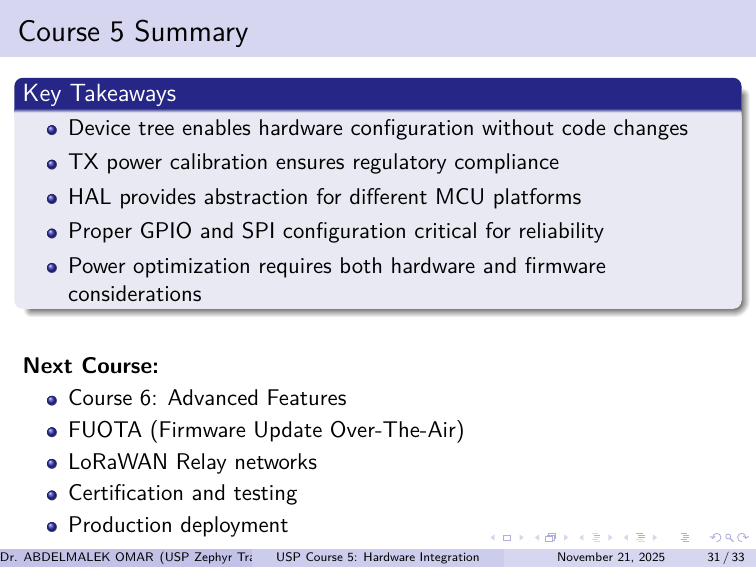 Course 5 Summary
Key Takeaways
Device tree enables hardware configuration without code changes
TX power calibration ensures regulatory compliance
HAL provides abstraction for different MCU platforms
Proper GPIO and SPI configuration critical for reliability
Power optimization requires both hardware and firmware
considerations
Next Course:
Course 6: Advanced Features
FUOTA (Firmware Update Over-The-Air)
LoRaWAN Relay networks
Certification and testing
Production deployment
Dr. ABDELMALEK OMAR (USP Zephyr Tra USP Course 5: Hardware Integration November 21, 2025 31 / 33